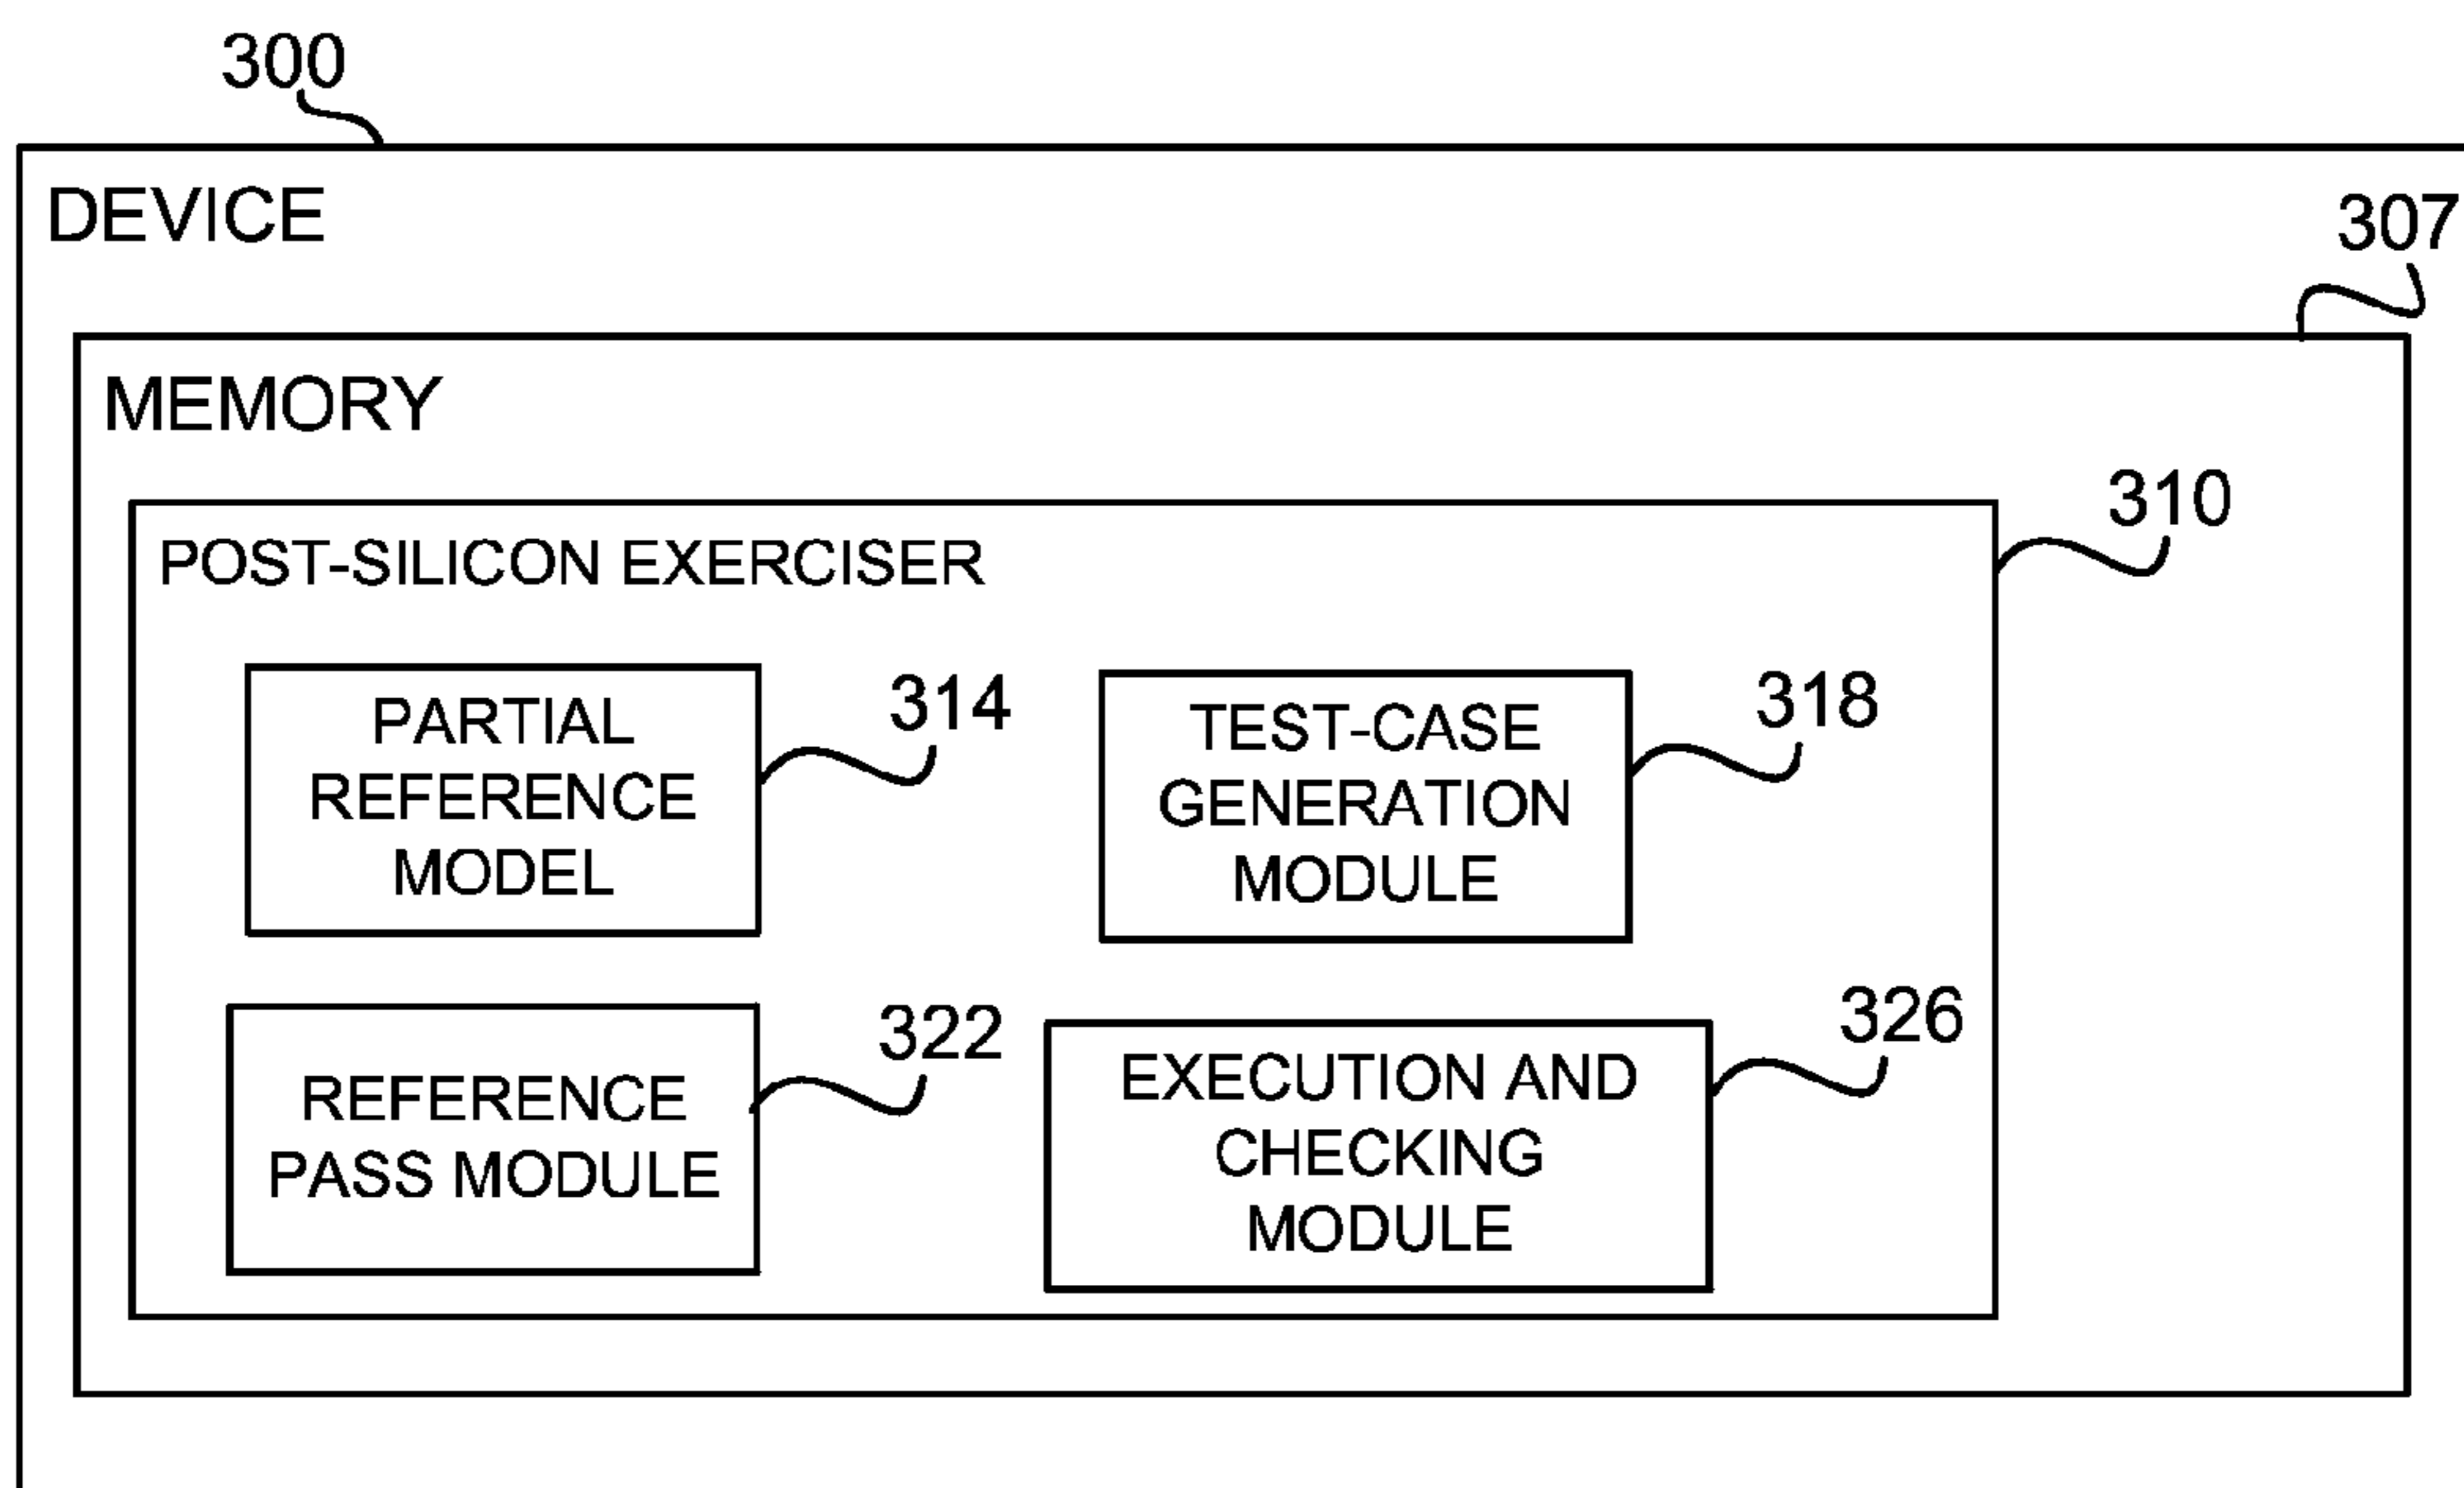 300
DEVICE
307
MEMORY
310
POST-SILICON EXERCISER
PARTIAL
REFERENCE
MODEL
314
TEST-CASE
GENERATION
MODULE
318
REFERENCE
PASS MODULE
322
EXECUTION AND
CHECKING
MODULE
326